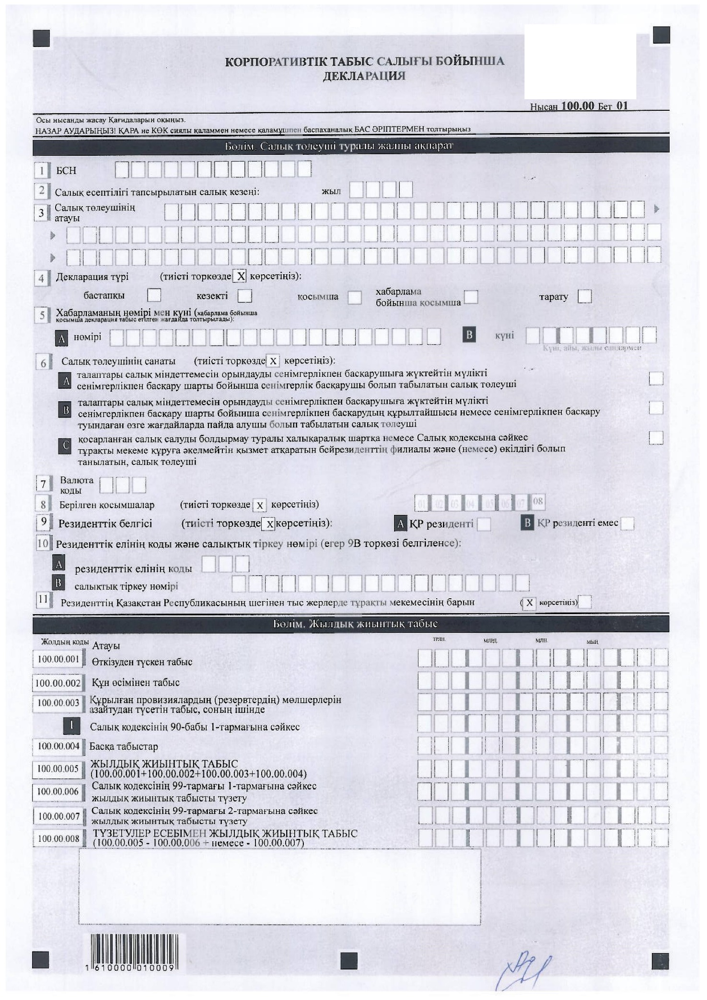 КОРПОРАТИВТІК ТАБЫС САЛЫҒЫ БОЙЫНША
ДЕКЛАРАЦИЯ
Нысан 100.00 Бет 01
Осы нысанды жасау Қағидаларын оқыңыз.
НАЗАР АУДАРЫҢЫЗ! ҚАРА не КӨК сиялы қаламмен немесе қаламұшпен баспаханалық БАС ӘРІПТЕРМЕН толтырыңыз
Бөлім. Салық төлеуші туралы жалпы ақпарат
1 БСН
2 Салық есептілігі тапсырылатын салық кезеңі: жыл
3 Салық төлеушінің
атауы
4 Декларация түрі (тиісті торкөзде X көрсетіңіз):
бастапқы кезекті қосымша хабарлама
бойынша қосымша тарату
5 Хабарламаның нөмірі мен күні (хабарлама бойынша
қосымша декларация табыс етілген жағдайда толтырылады):
A нөмірі B күні
Күні, айы, жылы сандармен
6 Салық төлеушінің санаты (тиісті торкөзде X көрсетіңіз):
A талаптары салық міндеттемесін орындауды сенімгерлікпен басқарушыға жүктейтін мүлікті
сенімгерлікпен басқару шарты бойынша сенімгерлік басқарушы болып табылатын салық төлеуші
B талаптары салық міндеттемесін орындауды сенімгерлікпен басқарушыға жүктейтін мүлікті
сенімгерлікпен басқару шарты бойынша сенімгерлікпен басқарудың құрылтайшысы немесе сенімгерлікпен басқару
туындаған өзге жағдайларда пайда алушы болып табылатын салық төлеуші
C қосарланған салық салуды болдырмау туралы халықаралық шартқа немесе Салық кодексына сәйкес
тұрақты мекеме құруға әкелмейтін қызмет атқаратын бейрезиденттің филиалы және (немесе) өкілдігі болып
танылатын, салық төлеуші
7 Валюта
коды
8 Берілген қосымшалар (тиісті торкөзде X көрсетіңіз) 01 02 03 04 05 06 07 08
9 Резиденттік белгісі (тиісті торкөзде X көрсетіңіз): A ҚР резиденті B ҚР резиденті емес
10 Резиденттік елінің коды және салықтық тіркеу нөмірі (егер 9В торкөзі белгіленсе):
A резиденттік елінің коды
B салықтық тіркеу нөмірі
11 Резиденттің Қазақстан Республикасының шегінен тыс жерлерде тұрақты мекемесінің барын ( X көрсетіңіз)
Бөлім. Жылдық жиынтық табыс
Жолдың коды Атауы ТРЛН. МЛРД. МЛН. МЫҢ
100.00.001 Өткізуден түскен табыс
100.00.002 Құн өсімінен табыс
100.00.003 Құрылған провизиялардың (резервтердің) мөлшерлерін
азайтудан түсетін табыс, соның ішінде
I Салық кодексінің 90-бабы 1-тармағына сәйкес
100.00.004 Басқа табыстар
100.00.005 ЖЫЛДЫҚ ЖИЫНТЫҚ ТАБЫС
(100.00.001+100.00.002+100.00.003+100.00.004)
100.00.006 Салық кодексінің 99-тармағы 1-тармағына сәйкес
жылдық жиынтық табысты түзету
100.00.007 Салық кодексінің 99-тармағы 2-тармағына сәйкес
жылдық жиынтық табысты түзету
100.00.008 ТҮЗЕТУЛЕР ЕСЕБІМЕН ЖЫЛДЫҚ ЖИЫНТЫҚ ТАБЫС
(100.00.005 - 100.00.006 + немесе - 100.00.007)
1 610000 010009